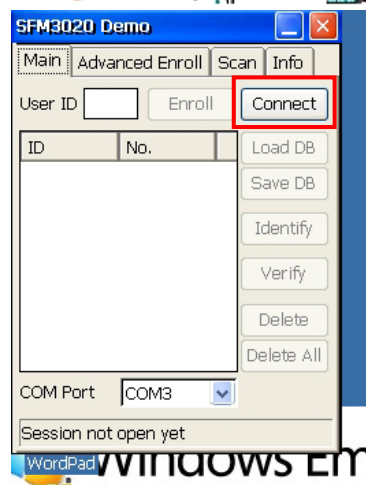 SFM3020 Demo
Main Advanced Enroll Scan Info
User ID Enroll Connect
ID No. Load DB
Save DB
Identify
Verify
Delete
Delete All
COM Port COM3
Session not open yet
WordPad Windows Em